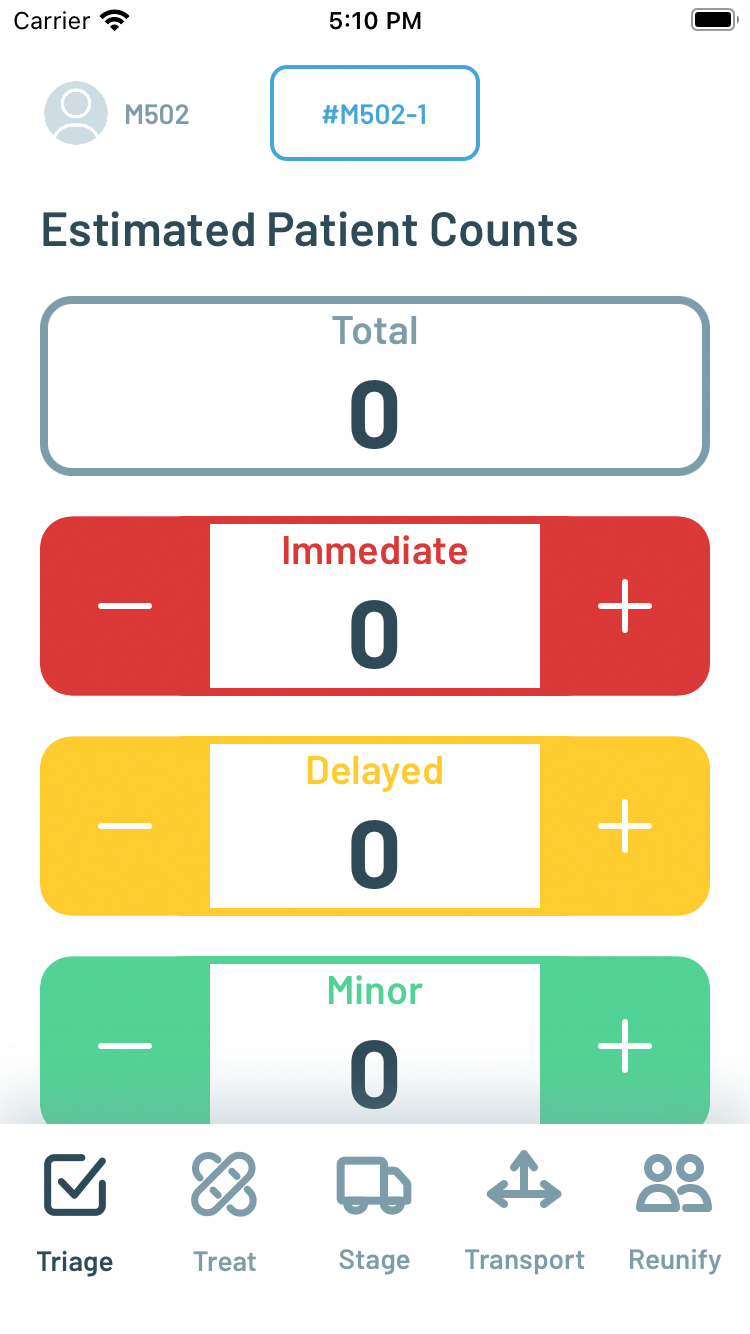 Carrier 5:10 PM
M502 #M502-1
Estimated Patient Counts
Total
0
Immediate
0
Delayed
0
Minor
0
Triage Treat Stage Transport Reunify